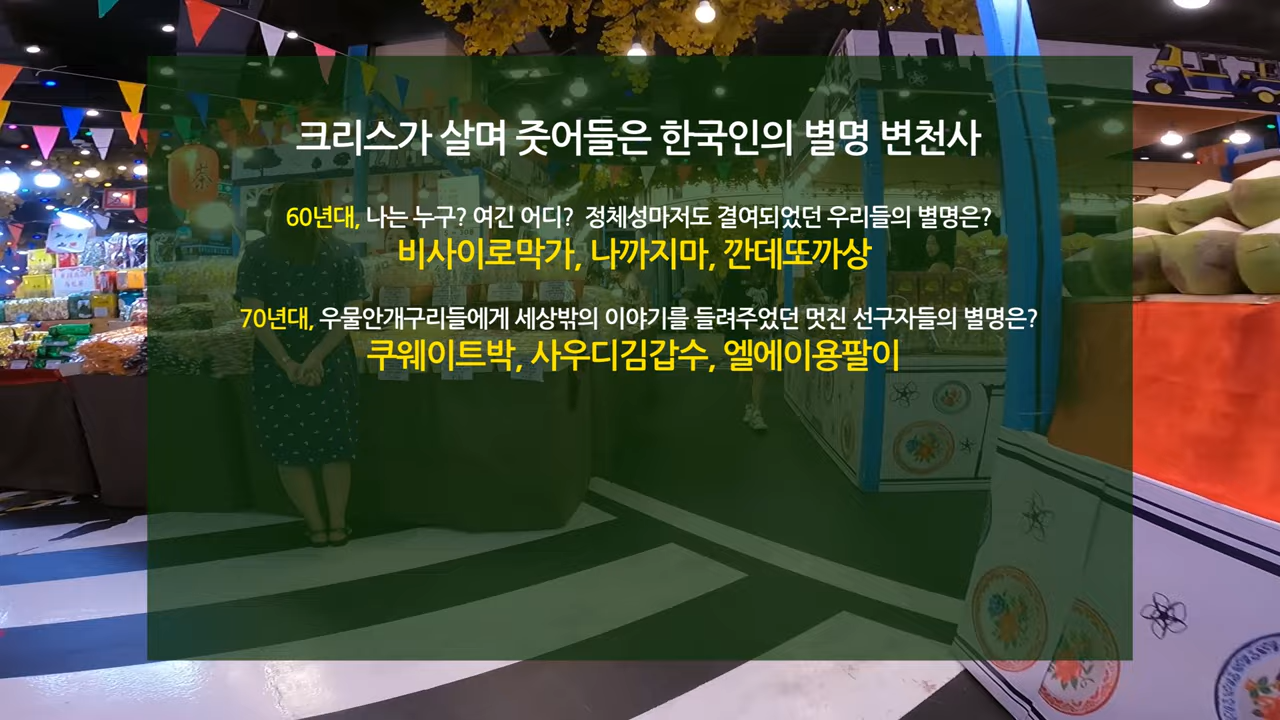 크리스가 살며 줏어들은 한국인의 별명 변천사
60년대, 나는 누구? 여긴 어디? 정체성마저도 결여되었던 우리들의 별명은?
비사이로막가, 나까지마, 깐데또까상
70년대, 우물안개구리들에게 세상밖의 이야기를 들려주었던 멋진 선구자들의 별명은?
쿠웨이트박, 사우디김갑수, 엘에이용팔이
茶